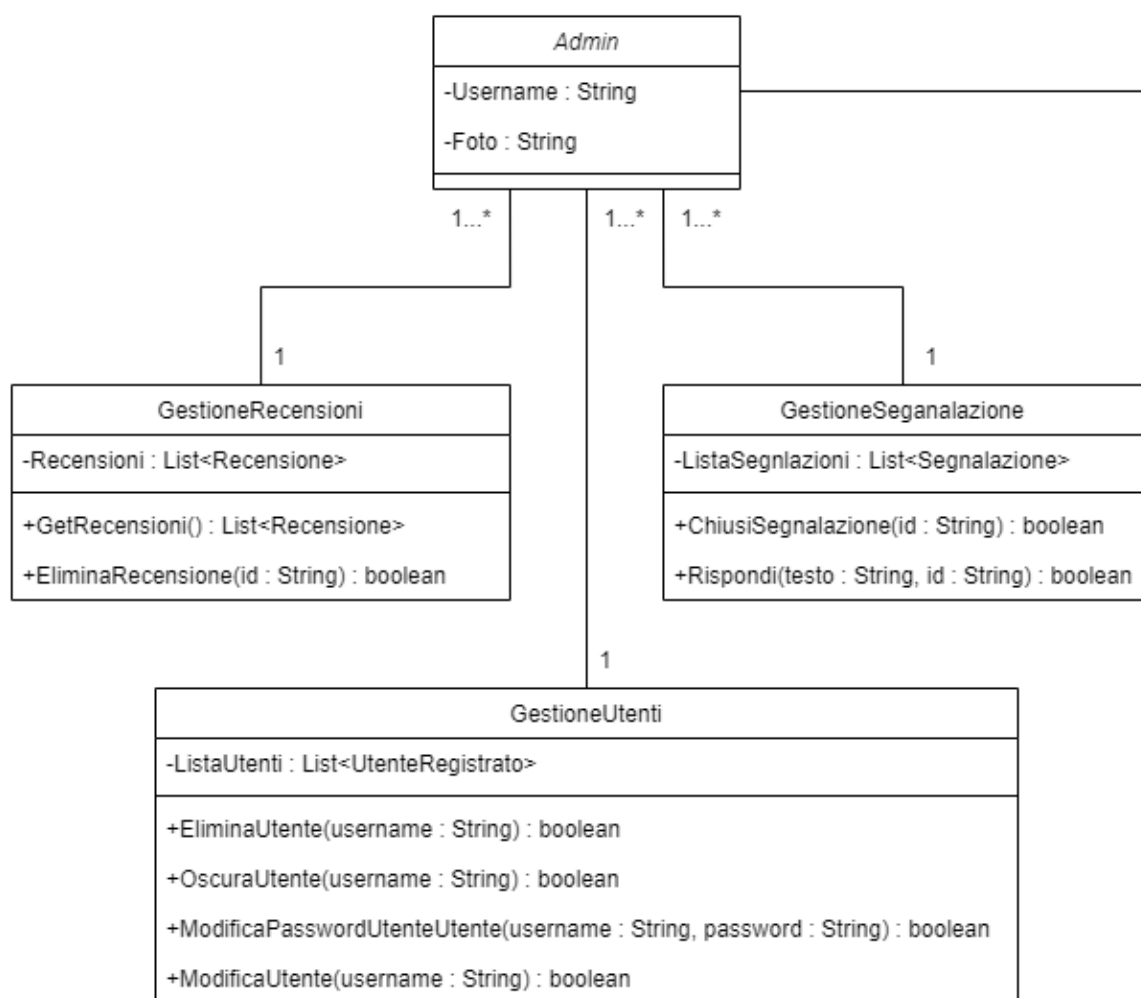 Admin
-Username : String
-Foto : String
1...*
1...*
1...*
1
1
GestioneRecensioni
-Recensioni : List<Recensione>
+GetRecensioni() : List<Recensione>
+EliminaRecensione(id : String) : boolean
GestioneSeganalazione
-ListaSegnlazioni : List<Segnalazione>
+ChiusiSegnalazione(id : String) : boolean
+Rispondi(testo : String, id : String) : boolean
1
GestioneUtenti
-ListaUtenti : List<UtenteRegistrato>
+EliminaUtente(username : String) : boolean
+OscuraUtente(username : String) : boolean
+ModificaPasswordUtenteUtente(username : String, password : String) : boolean
+ModificaUtente(username : String) : boolean